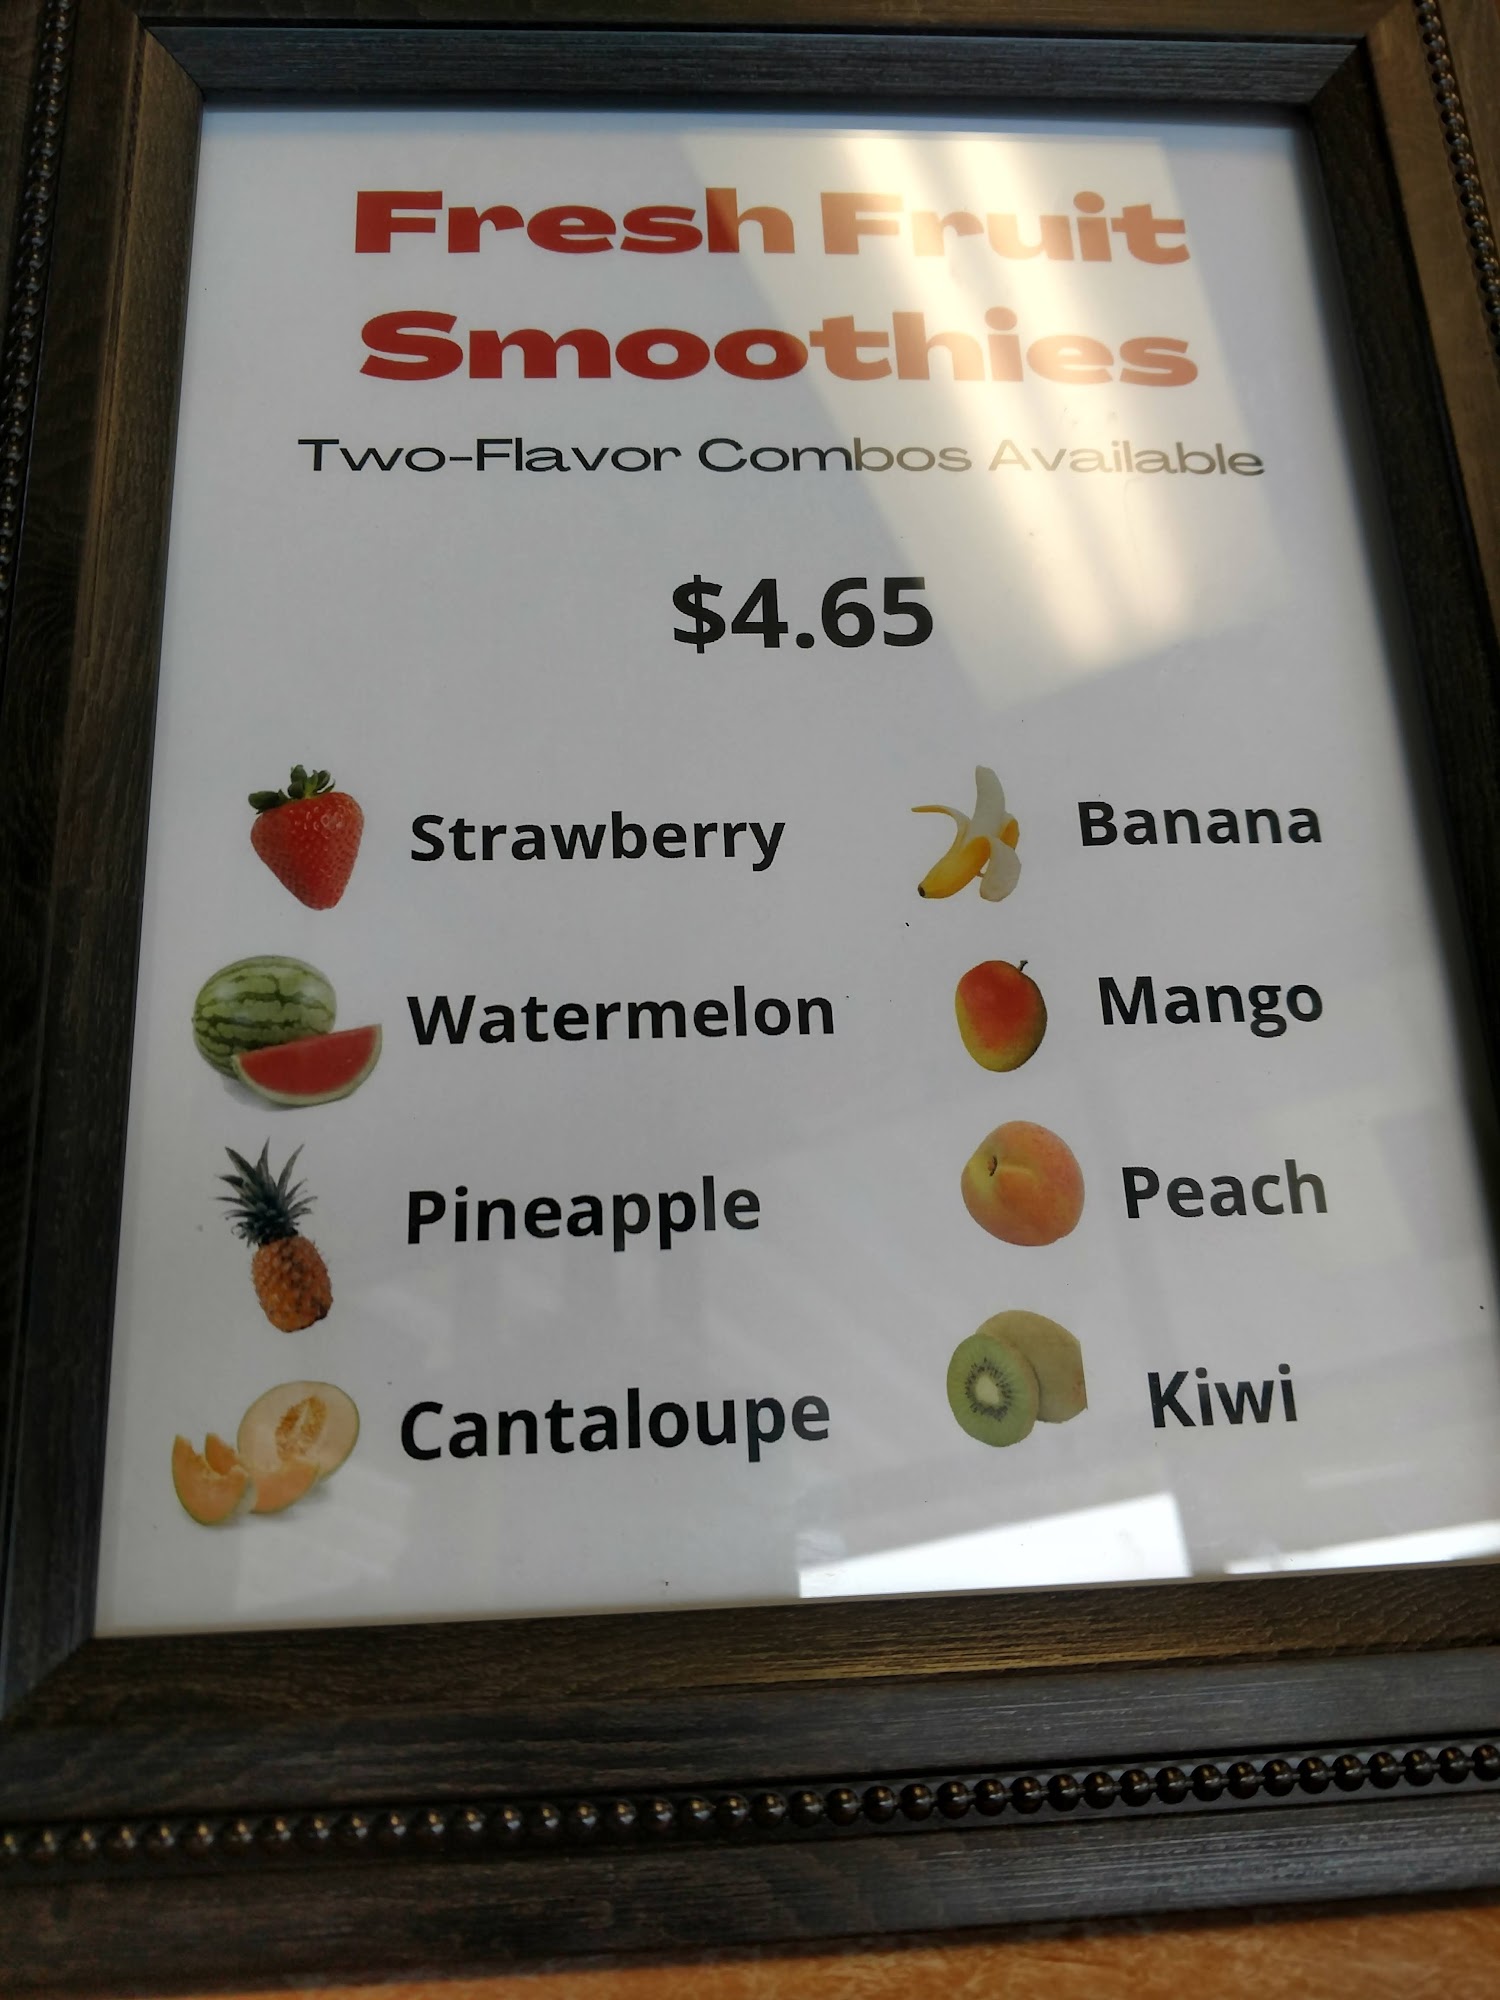 Fresh Fruit
Smoothies
Two-Flavor Combos Available
$4.65
Strawberry
Banana
Watermelon
Mango
Pineapple
Peach
Cantaloupe
Kiwi